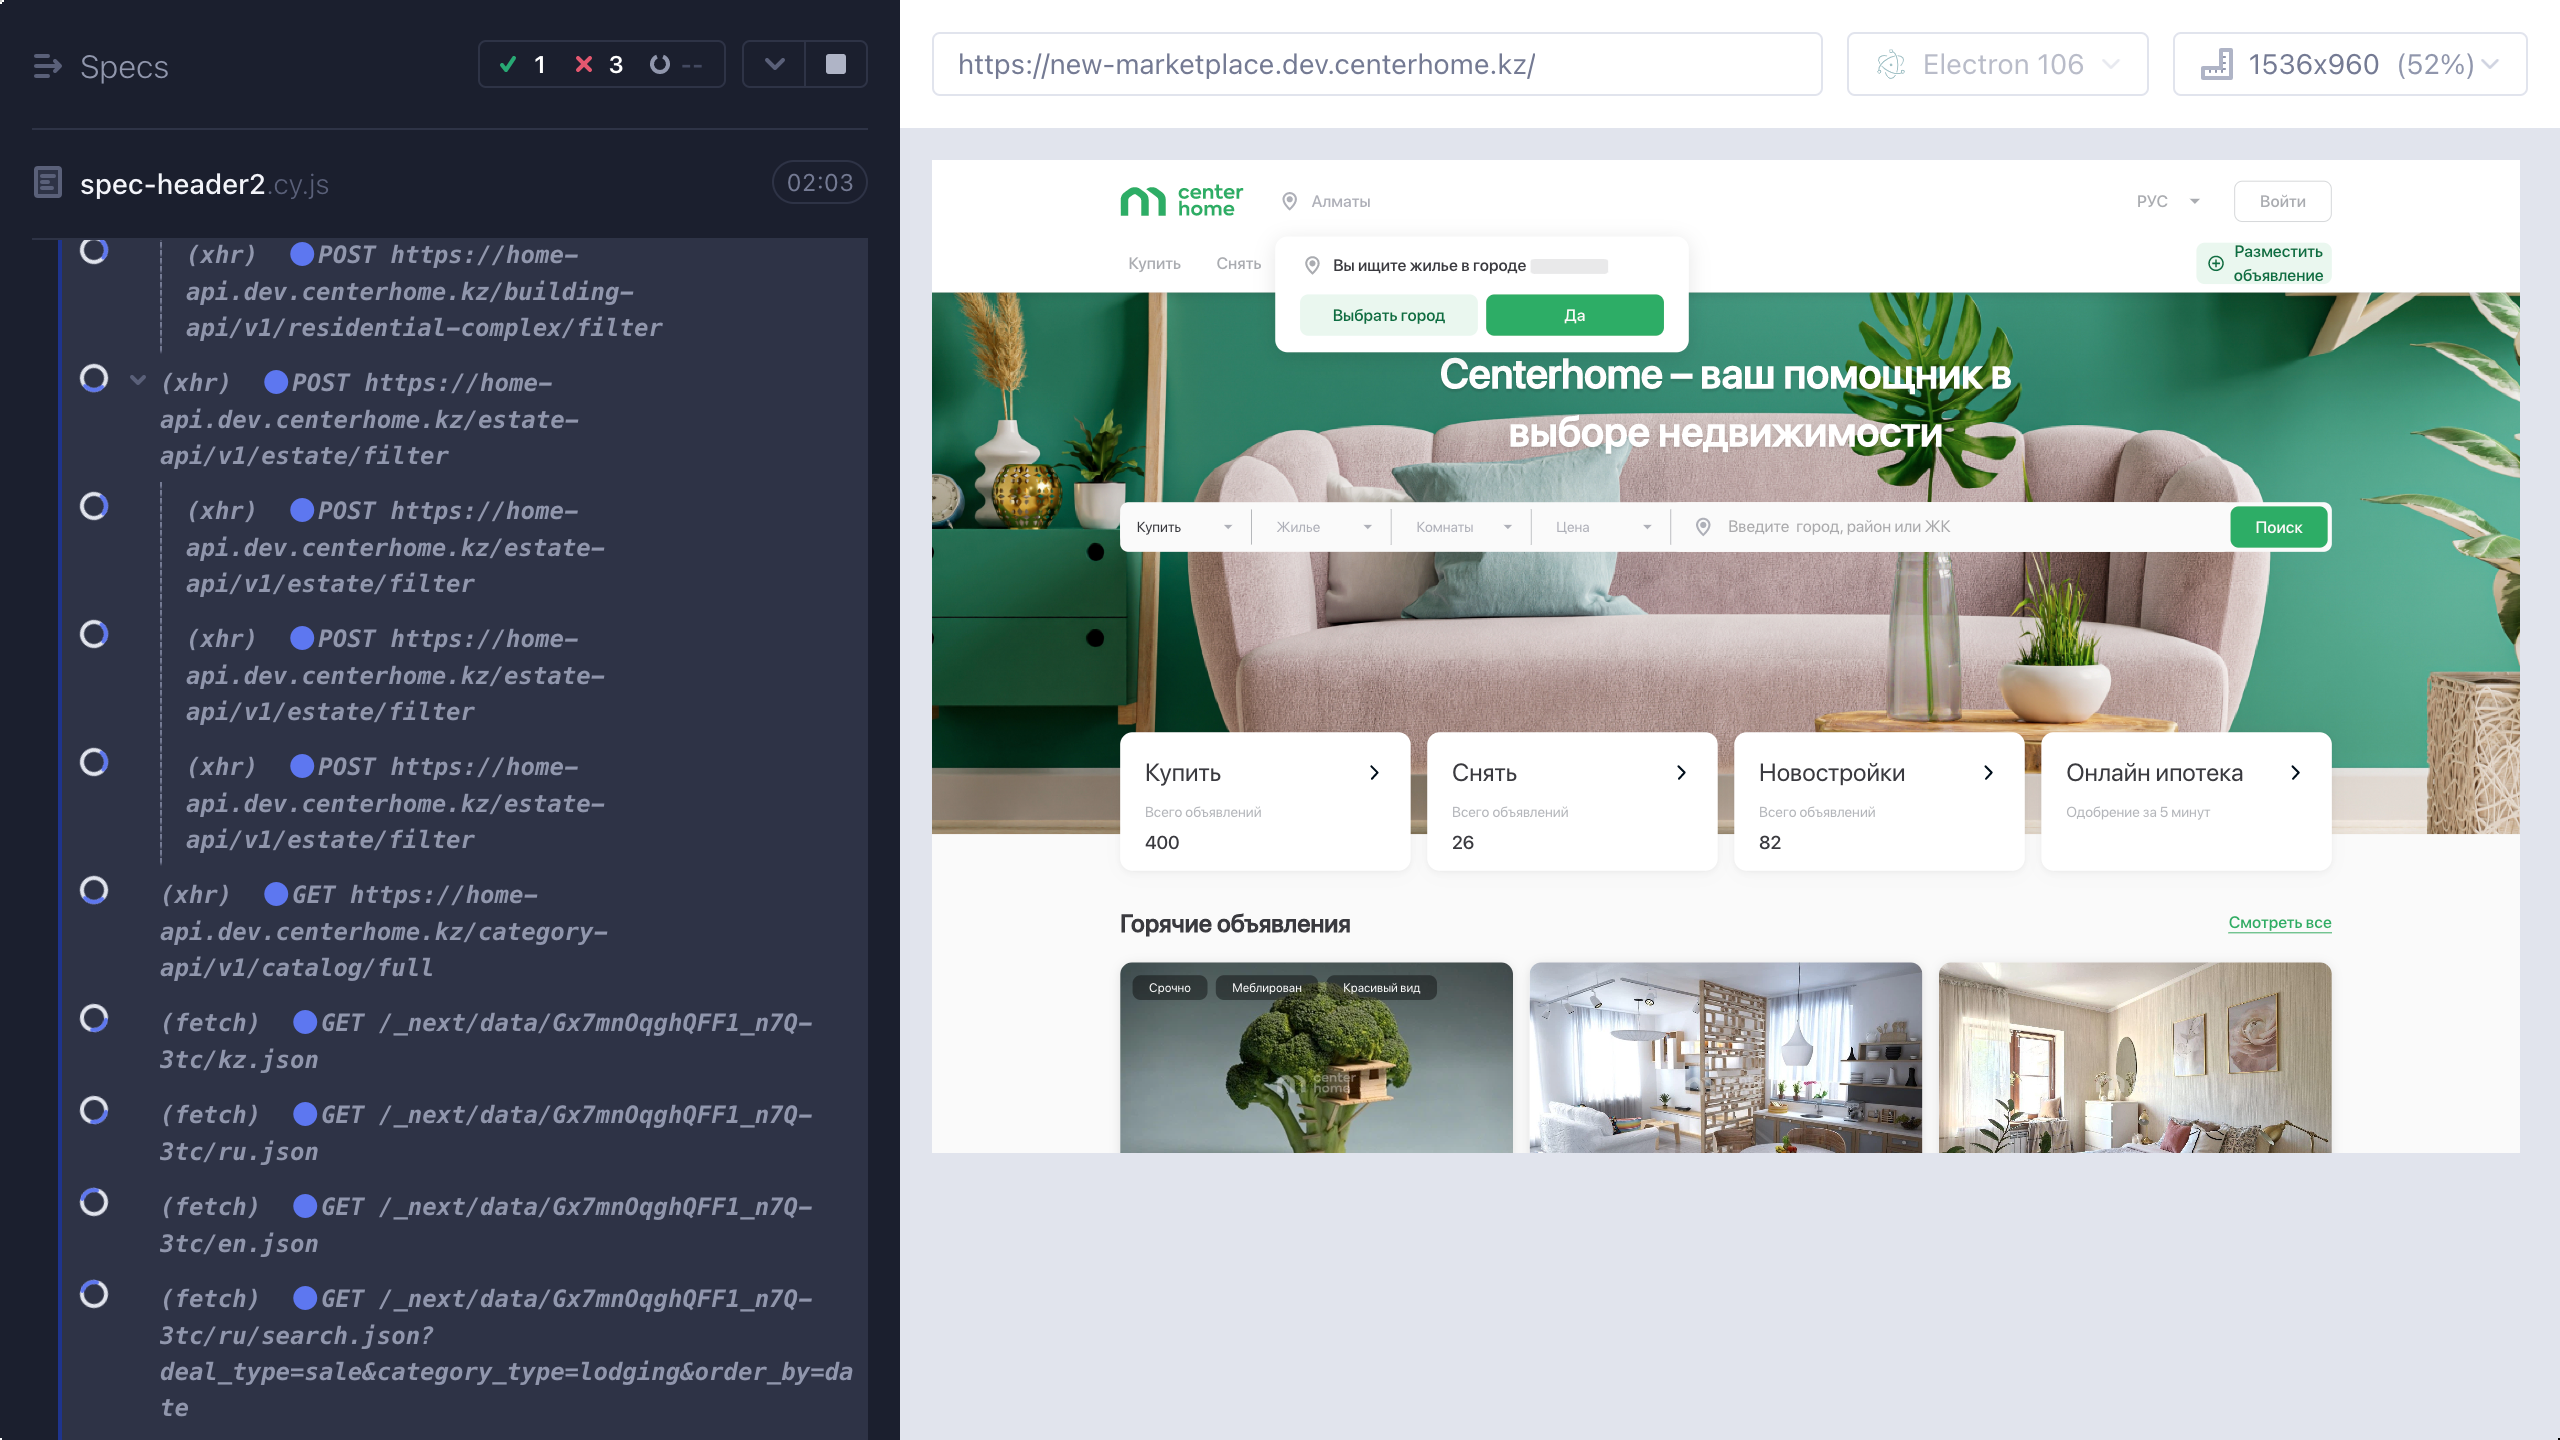 Specs
1
3
--
spec-header2.cy.js
02:03
(xhr) POST https://home-
api.dev.centerhome.kz/building-
api/v1/residential-complex/filter
(xhr) POST https://home-
api.dev.centerhome.kz/estate-
api/v1/estate/filter
(xhr) POST https://home-
api.dev.centerhome.kz/estate-
api/v1/estate/filter
(xhr) POST https://home-
api.dev.centerhome.kz/estate-
api/v1/estate/filter
(xhr) POST https://home-
api.dev.centerhome.kz/estate-
api/v1/estate/filter
(xhr) GET https://home-
api.dev.centerhome.kz/category-
api/v1/catalog/full
(fetch) GET /_next/data/Gx7mnOqghQFF1_n7Q-
3tc/kz.json
(fetch) GET /_next/data/Gx7mnOqghQFF1_n7Q-
3tc/ru.json
(fetch) GET /_next/data/Gx7mnOqghQFF1_n7Q-
3tc/en.json
(fetch) GET /_next/data/Gx7mnOqghQFF1_n7Q-
3tc/ru/search.json?
deal_type=sale&category_type=lodging&order_by=da
te
https://new-marketplace.dev.centerhome.kz/
Electron 106
1536x960 (52%)
center
home
Алматы
РУС
Войти
Купить
Снять
Вы ищите жилье в городе
Выбрать город
Да
Разместить
объявление
Centerhome – ваш помощник в
выборе недвижимости
Купить
Жилье
Комнаты
Цена
Введите город, район или ЖК
Поиск
Купить
Всего объявлений
400
Снять
Всего объявлений
26
Новостройки
Всего объявлений
82
Онлайн ипотека
Одобрение за 5 минут
Горячие объявления
Смотреть все
Срочно
Меблирован
Красивый вид
center
home